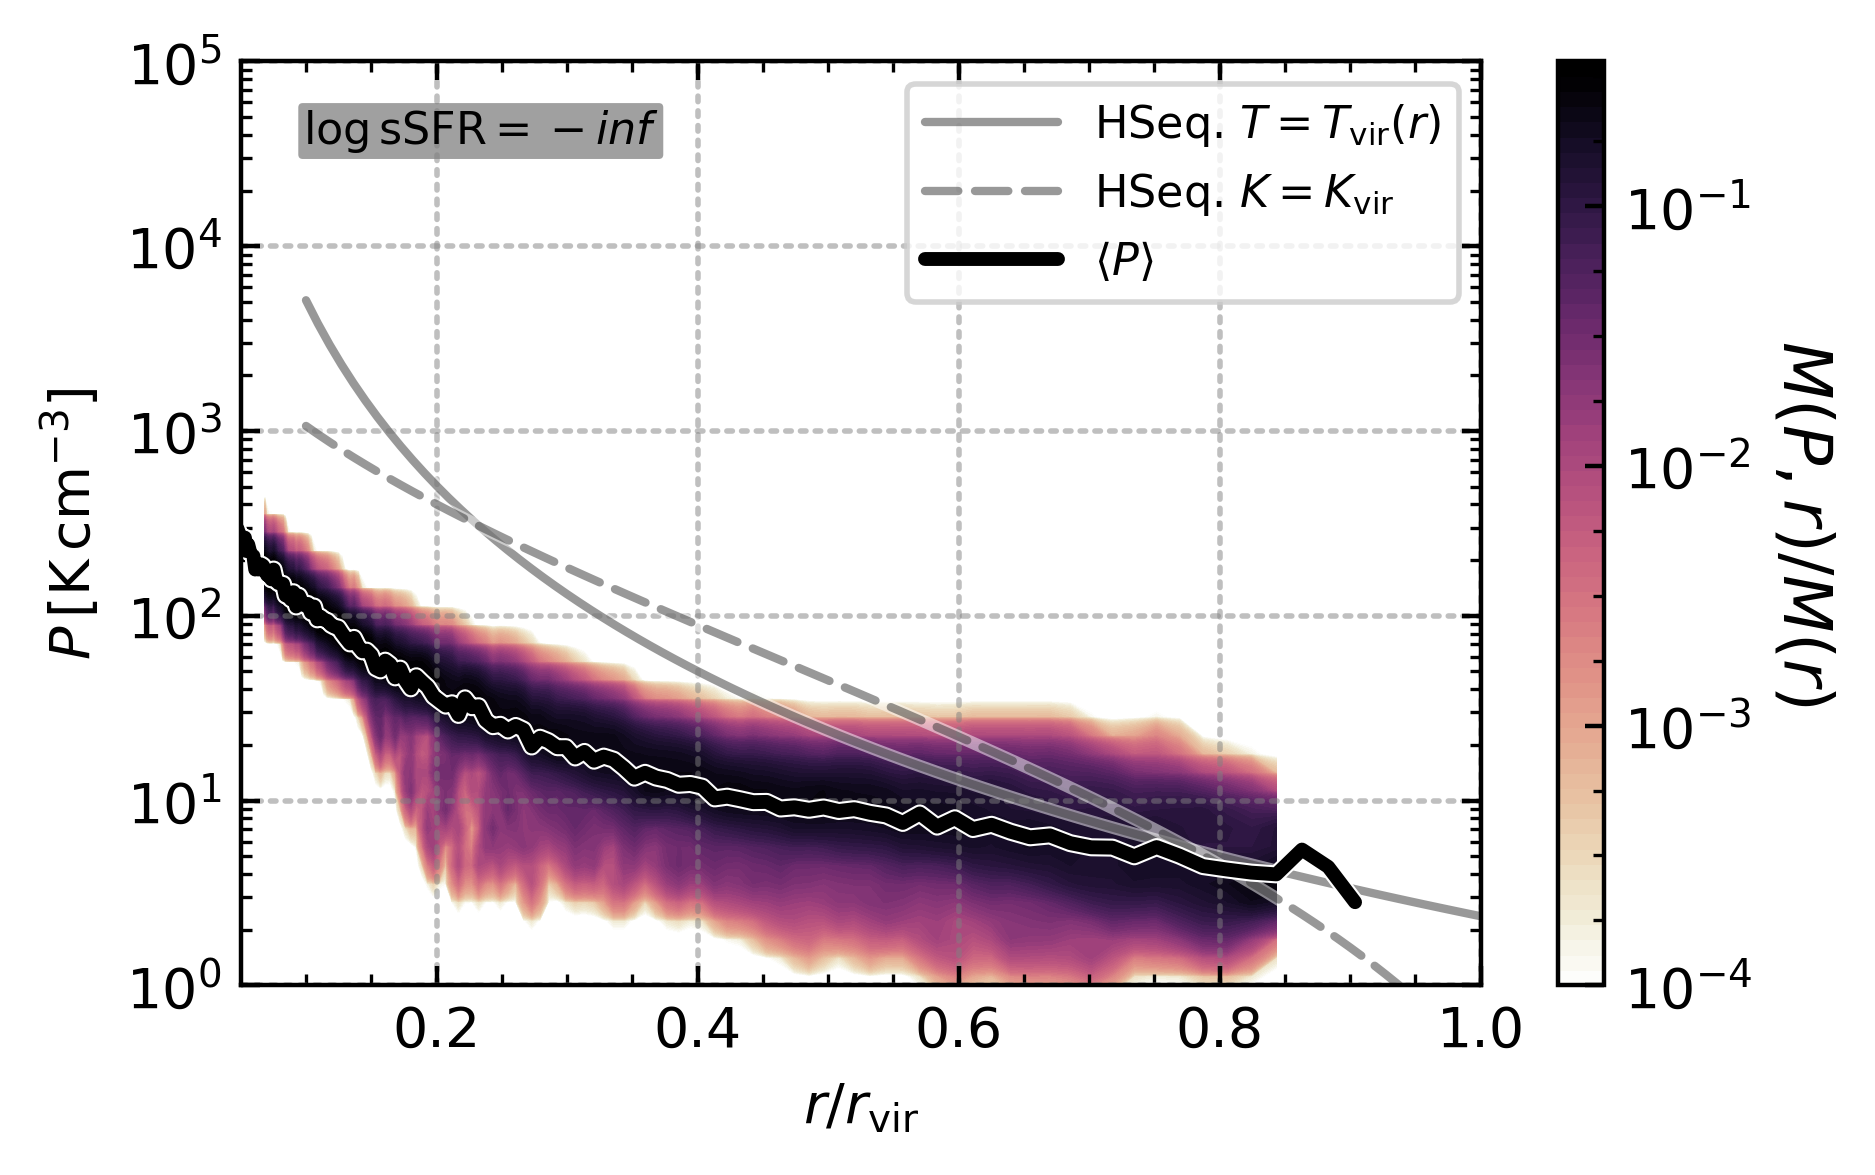 10^5
10^4
10^3
10^2
10^1
10^0
P [K cm^−3]
log sSFR = − inf
HSeq. T = T_vir(r)
HSeq. K = K_vir
⟨P⟩
0.2 0.4 0.6 0.8 1.0
r/r_vir
10^−1
10^−2
10^−3
10^−4
M(P, r)/M(r)